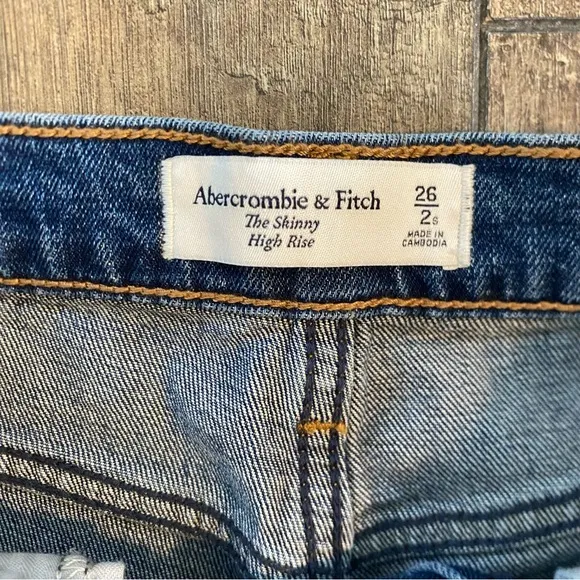 Abercrombie & Fitch
The Skinny
High Rise
26
2s
MADE IN
CAMBODIA